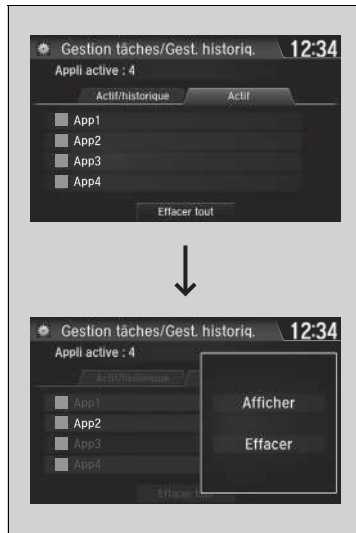 Gestion tâches/Gest. historiq. 12:34
Appli active : 4
Actif/historique Actif
App1
App2
App3
App4
Effacer tout
Gestion tâches/Gest. historiq. 12:34
Appli active : 4
Actif/historique
App1
App2
App3
App4
Afficher
Effacer
Effacer tout